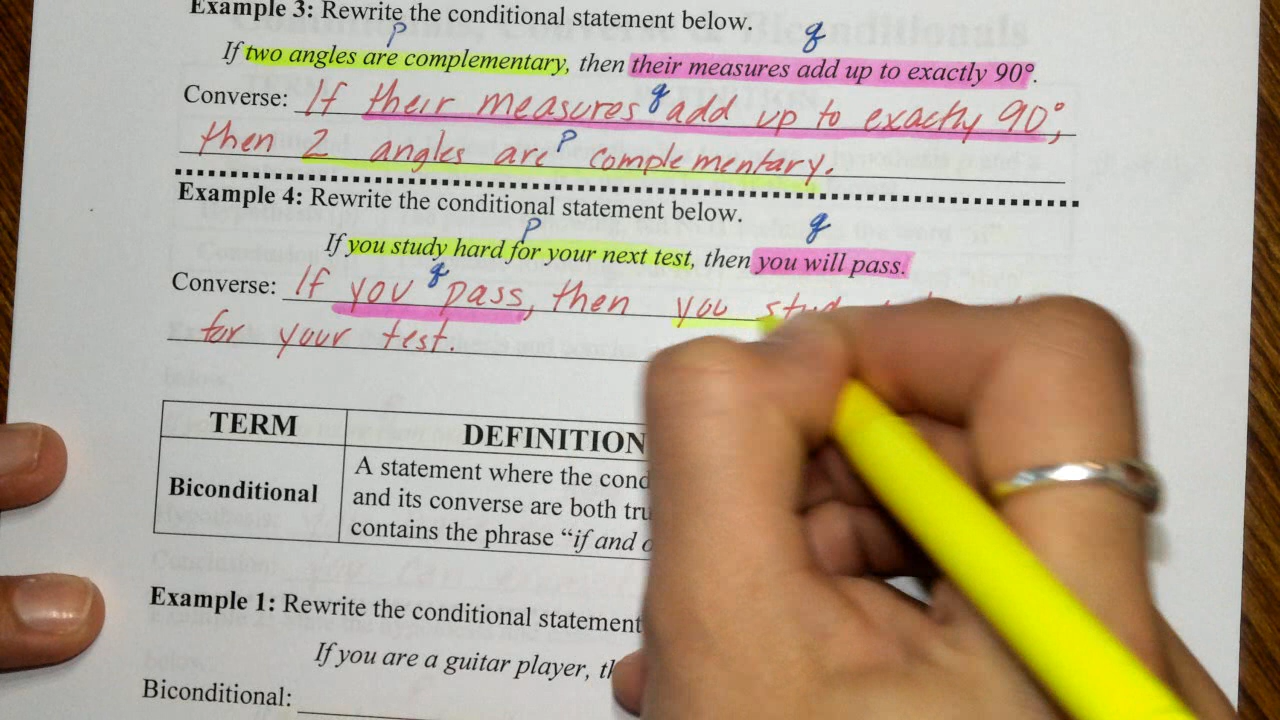 Example 3: Rewrite the conditional statement below.
p q
If two angles are complementary, then their measures add up to exactly 90°.
Converse: If their measures q add up to exactly 90°,
then 2 angles are p complementary.
Example 4: Rewrite the conditional statement below.
p q
If you study hard for your next test, then you will pass.
Converse: If you q pass, then you
for your test.
TERM DEFINITION
Biconditional
A statement where the
and its converse are both
contains the phrase "if and
Example 1: Rewrite the conditional statement
If you are a guitar player,
Biconditional: